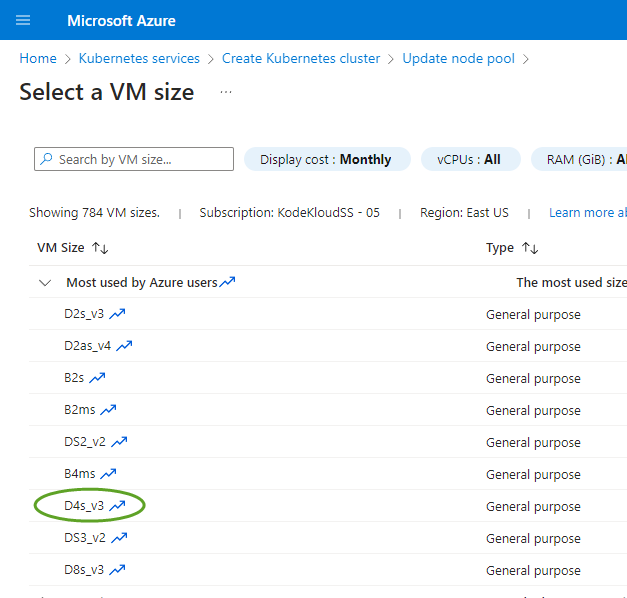 Microsoft Azure
Home > Kubernetes services > Create Kubernetes cluster > Update node pool >
Select a VM size ...
Search by VM size...
Display cost : Monthly
vCPUs : All
RAM (GiB) :
Showing 784 VM sizes. | Subscription: KodeKloudSS - 05 | Region: East US | Learn more
VM Size ↑↓ Type ↑↓
Most used by Azure users The most used size
D2s_v3 General purpose
D2as_v4 General purpose
B2s General purpose
B2ms General purpose
DS2_v2 General purpose
B4ms General purpose
D4s_v3 General purpose
DS3_v2 General purpose
D8s_v3 General purpose